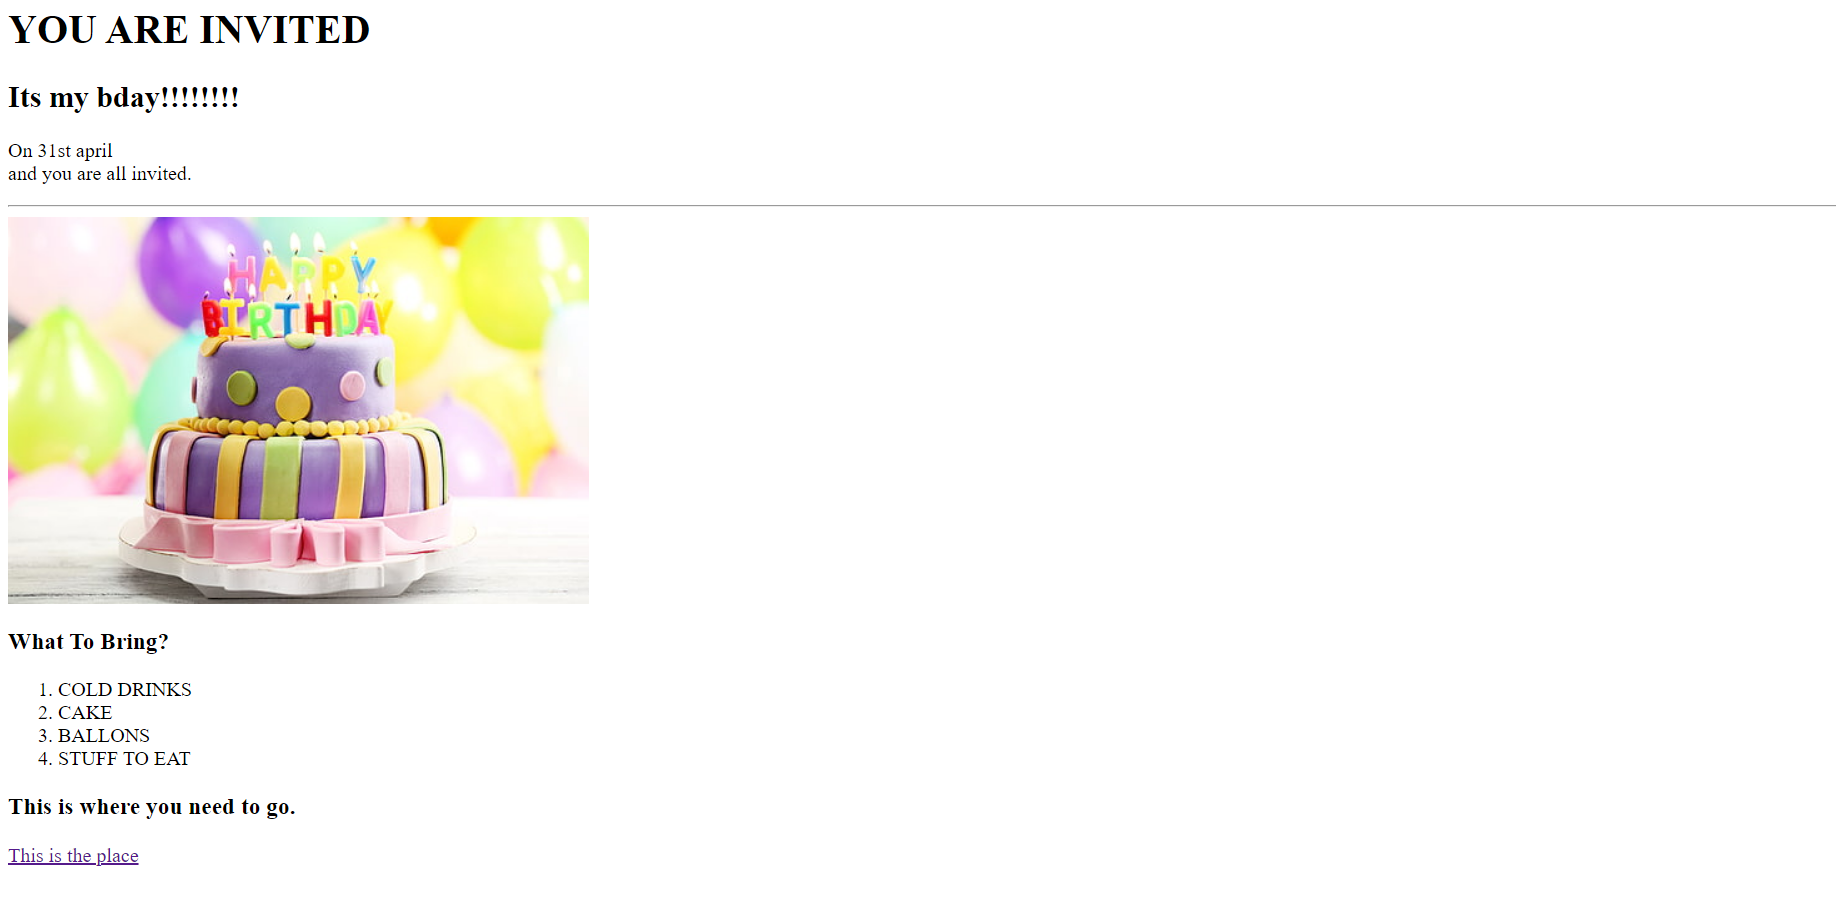 YOU ARE INVITED
Its my bday!!!!!!!!
On 31st april
and you are all invited.
HAPPY
BIRTHDAY
What To Bring?
1. COLD DRINKS
2. CAKE
3. BALLONS
4. STUFF TO EAT
This is where you need to go.
This is the place